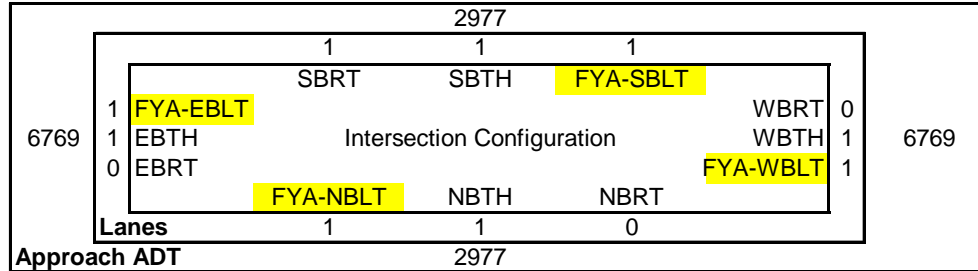 2977
1 1 1
SBRT SBTH FYA-SBLT
1 FYA-EBLT WBRT 0
6769 1 EBTH Intersection Configuration WBTH 1 6769
0 EBRT FYA-WBLT 1
FYA-NBLT NBTH NBRT
Lanes 1 1 0
Approach ADT 2977